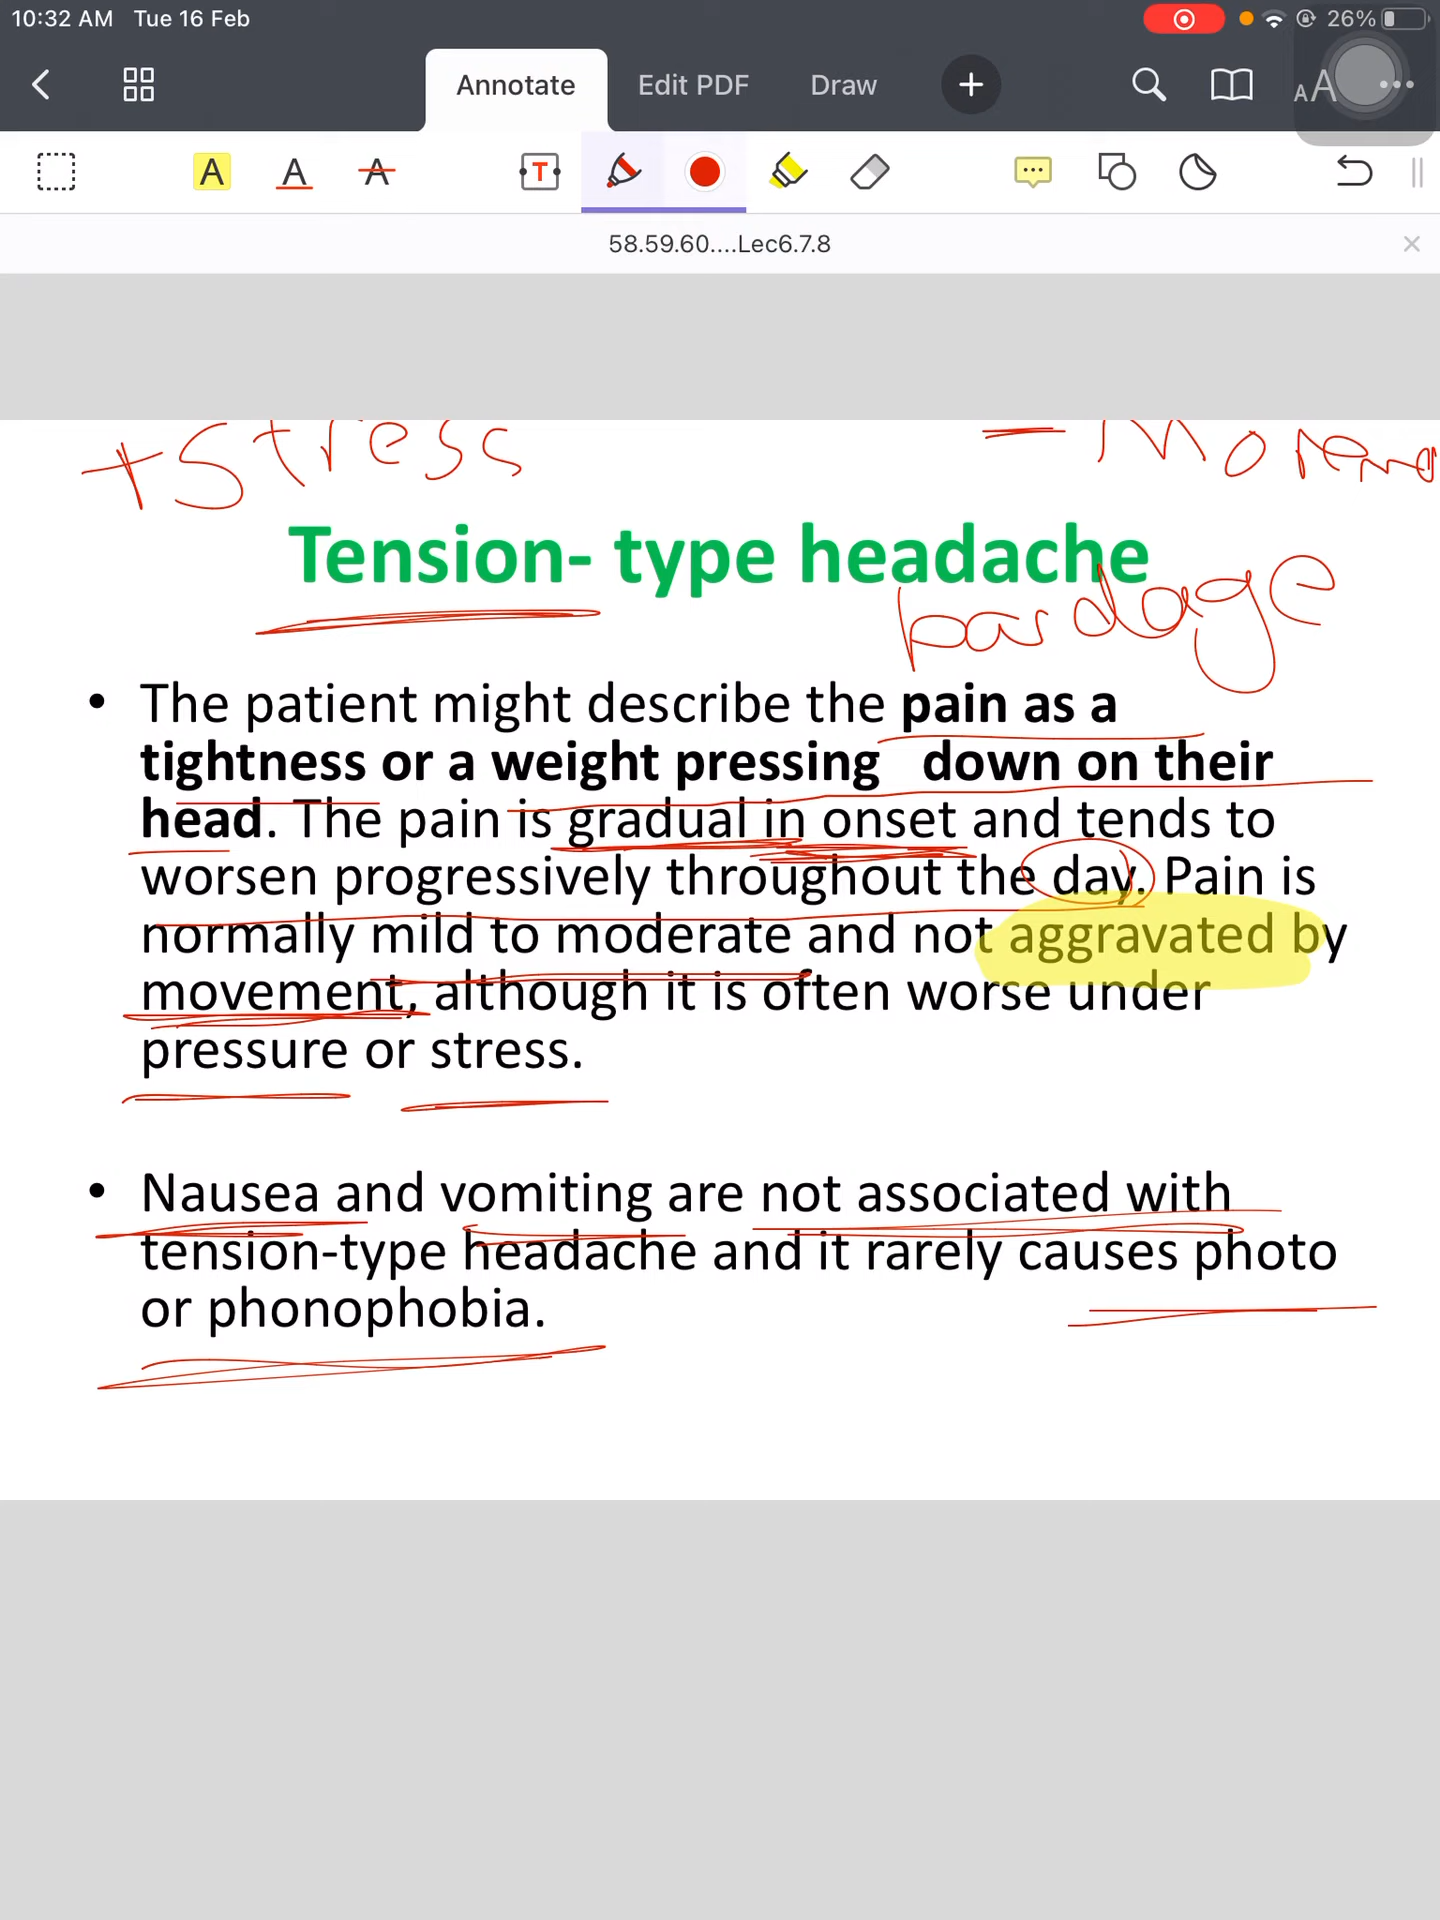 10:32 AM Tue 16 Feb 26%
Annotate Edit PDF Draw
58.59.60....Lec6.7.8
+ Stress
Tension- type headache
• The patient might describe the pain as a
tightness or a weight pressing down on their
head. The pain is gradual in onset and tends to
worsen progressively throughout the day. Pain is
normally mild to moderate and not aggravated by
movement, although it is often worse under
pressure or stress.
• Nausea and vomiting are not associated with
tension-type headache and it rarely causes photo
or phonophobia.